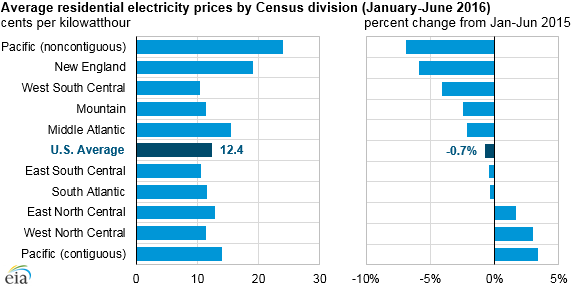 Average residential electricity prices by Census division (January-June 2016)
cents per kilowatthour
percent change from Jan-Jun 2015
Pacific (noncontiguous)
New England
West South Central
Mountain
Middle Atlantic
U.S. Average
12.4
-0.7%
East South Central
South Atlantic
East North Central
West North Central
Pacific (contiguous)
0 10 20 30
-10% -5% 0% 5%
eia